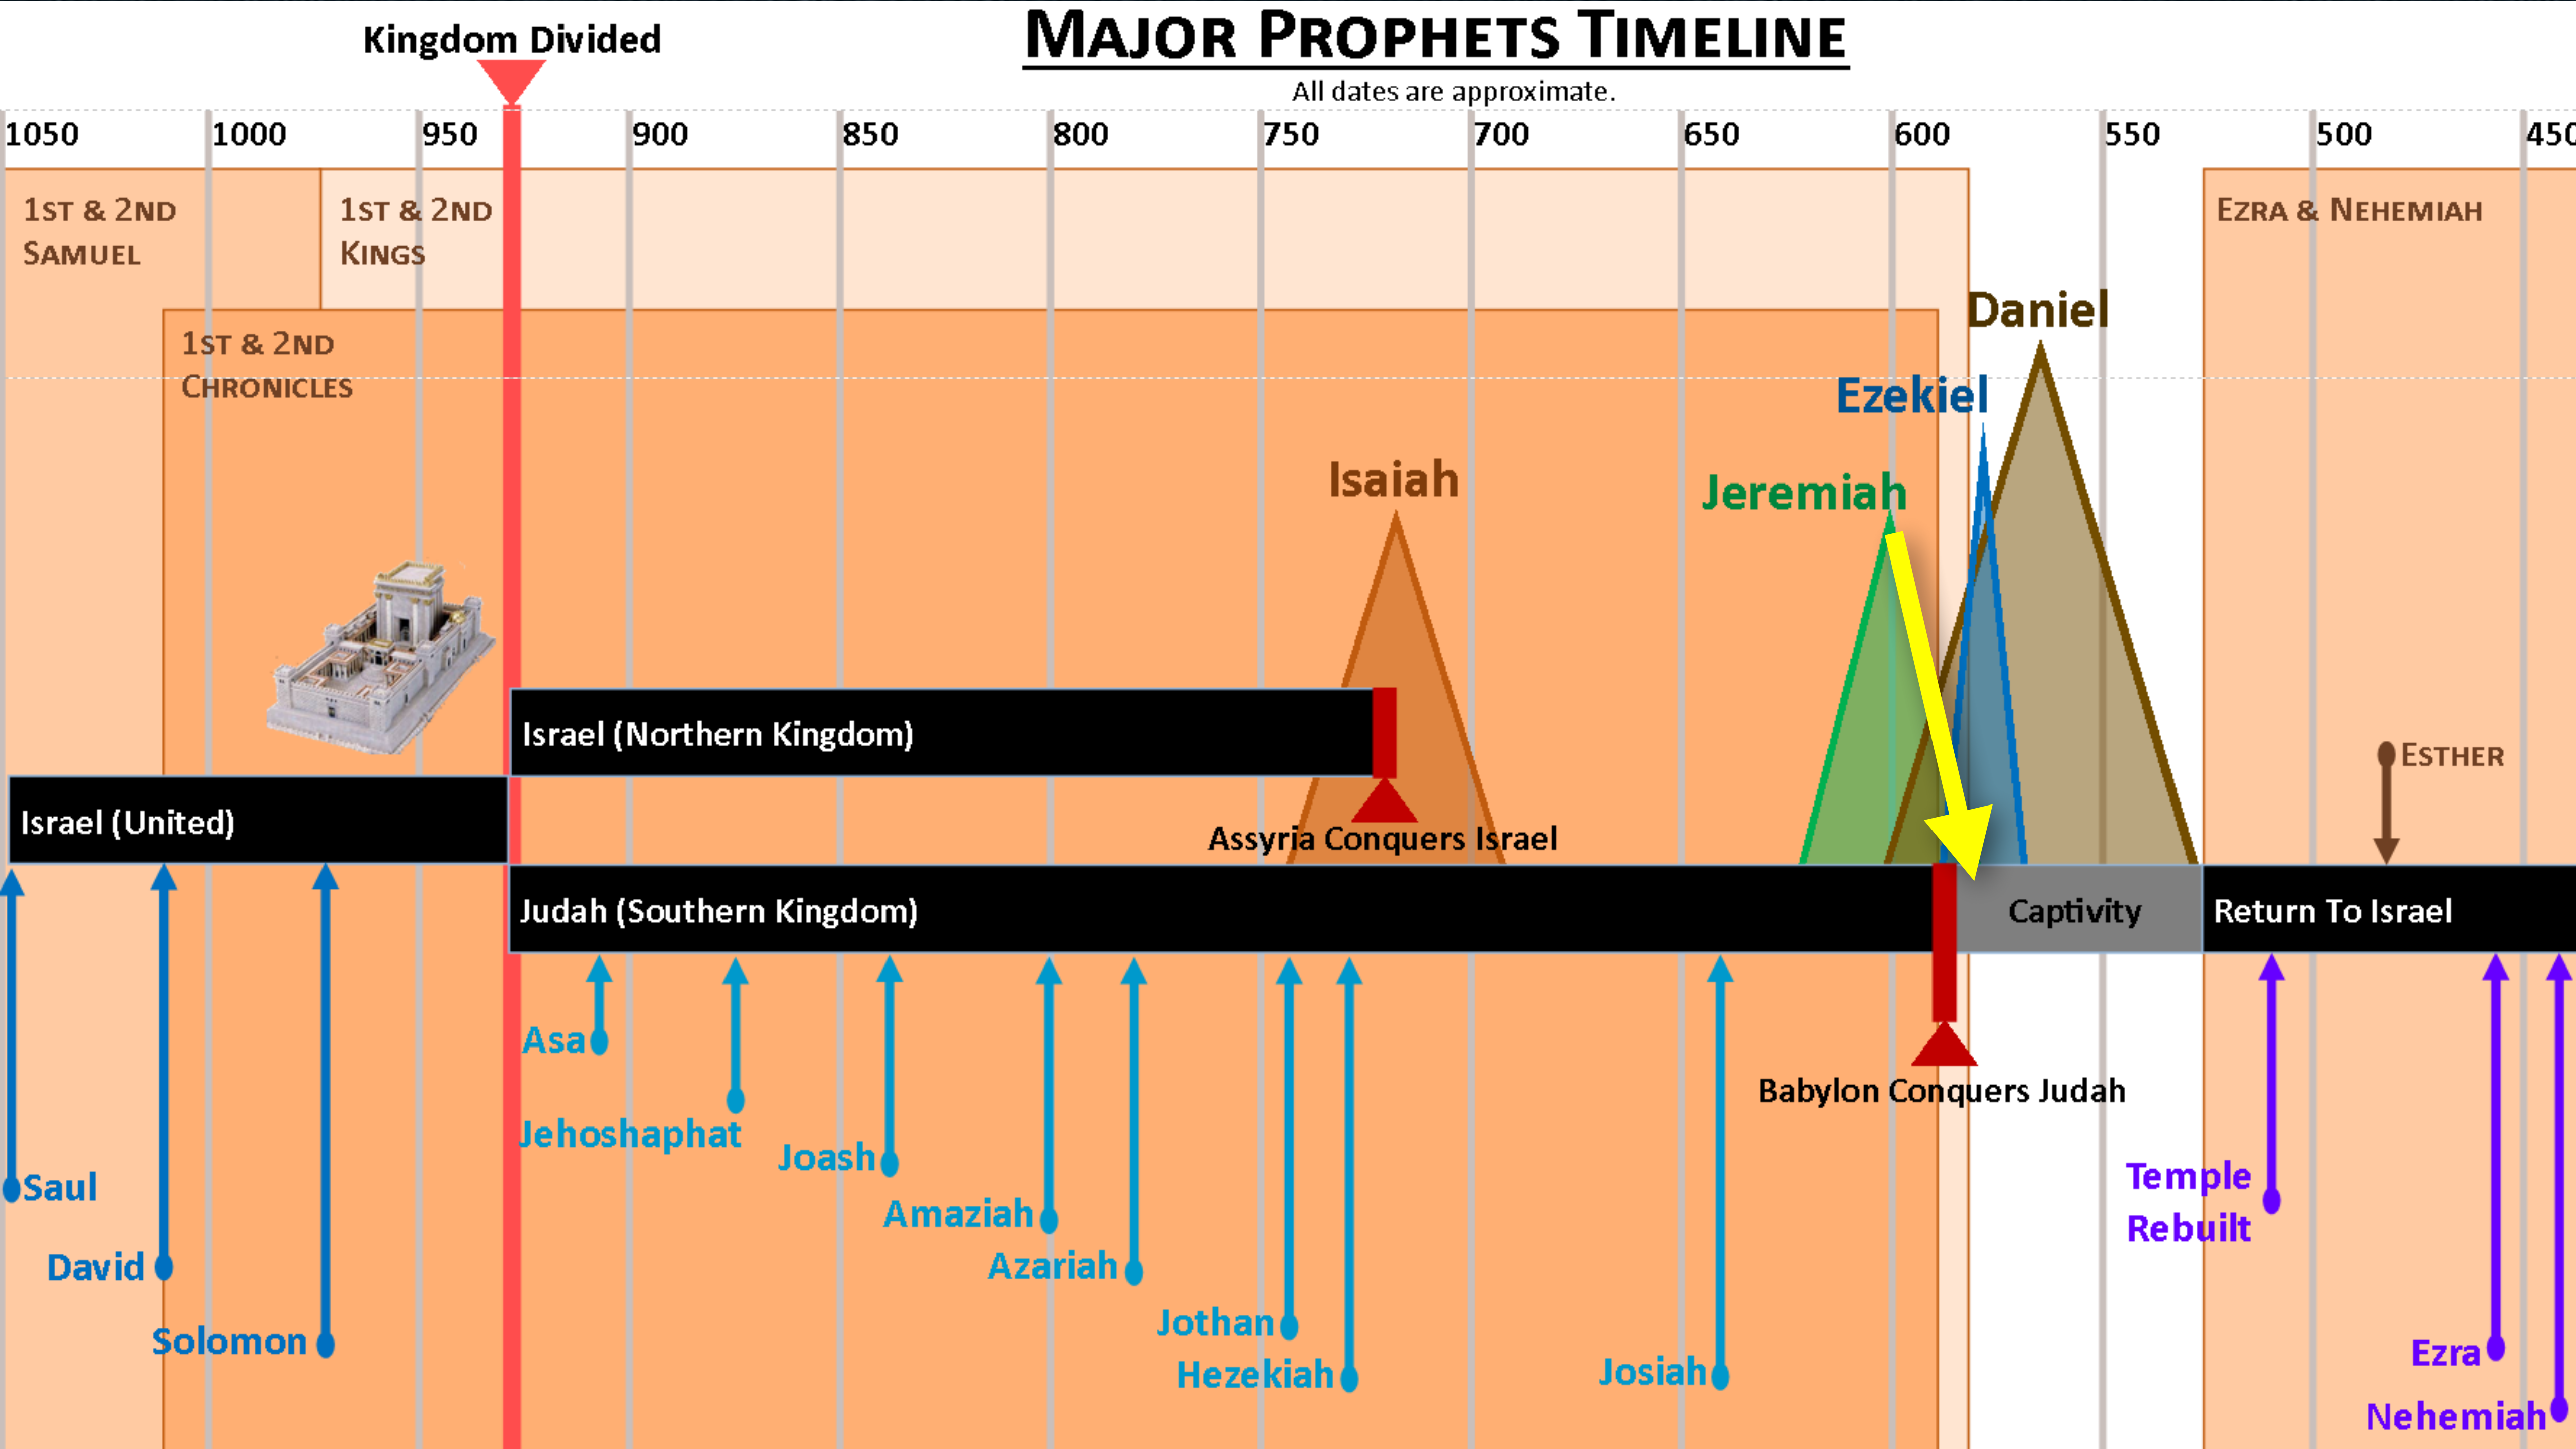 Kingdom Divided
MAJOR PROPHETS TIMELINE
All dates are approximate.
1050 1000 950 900 850 800 750 700 650 600 550 500 450
1ST & 2ND
SAMUEL
1ST & 2ND
KINGS
EZRA & NEHEMIAH
1ST & 2ND
CHRONICLES
Daniel
Ezekiel
Isaiah
Jeremiah
Israel (Northern Kingdom)
ESTHER
Israel (United)
Assyria Conquers Israel
Judah (Southern Kingdom)
Captivity
Return To Israel
Asa
Babylon Conquers Judah
Jehoshaphat
Joash
Temple
Rebuilt
Saul
Amaziah
David
Azariah
Jothan
Solomon
Hezekiah
Josiah
Ezra
Nehemiah